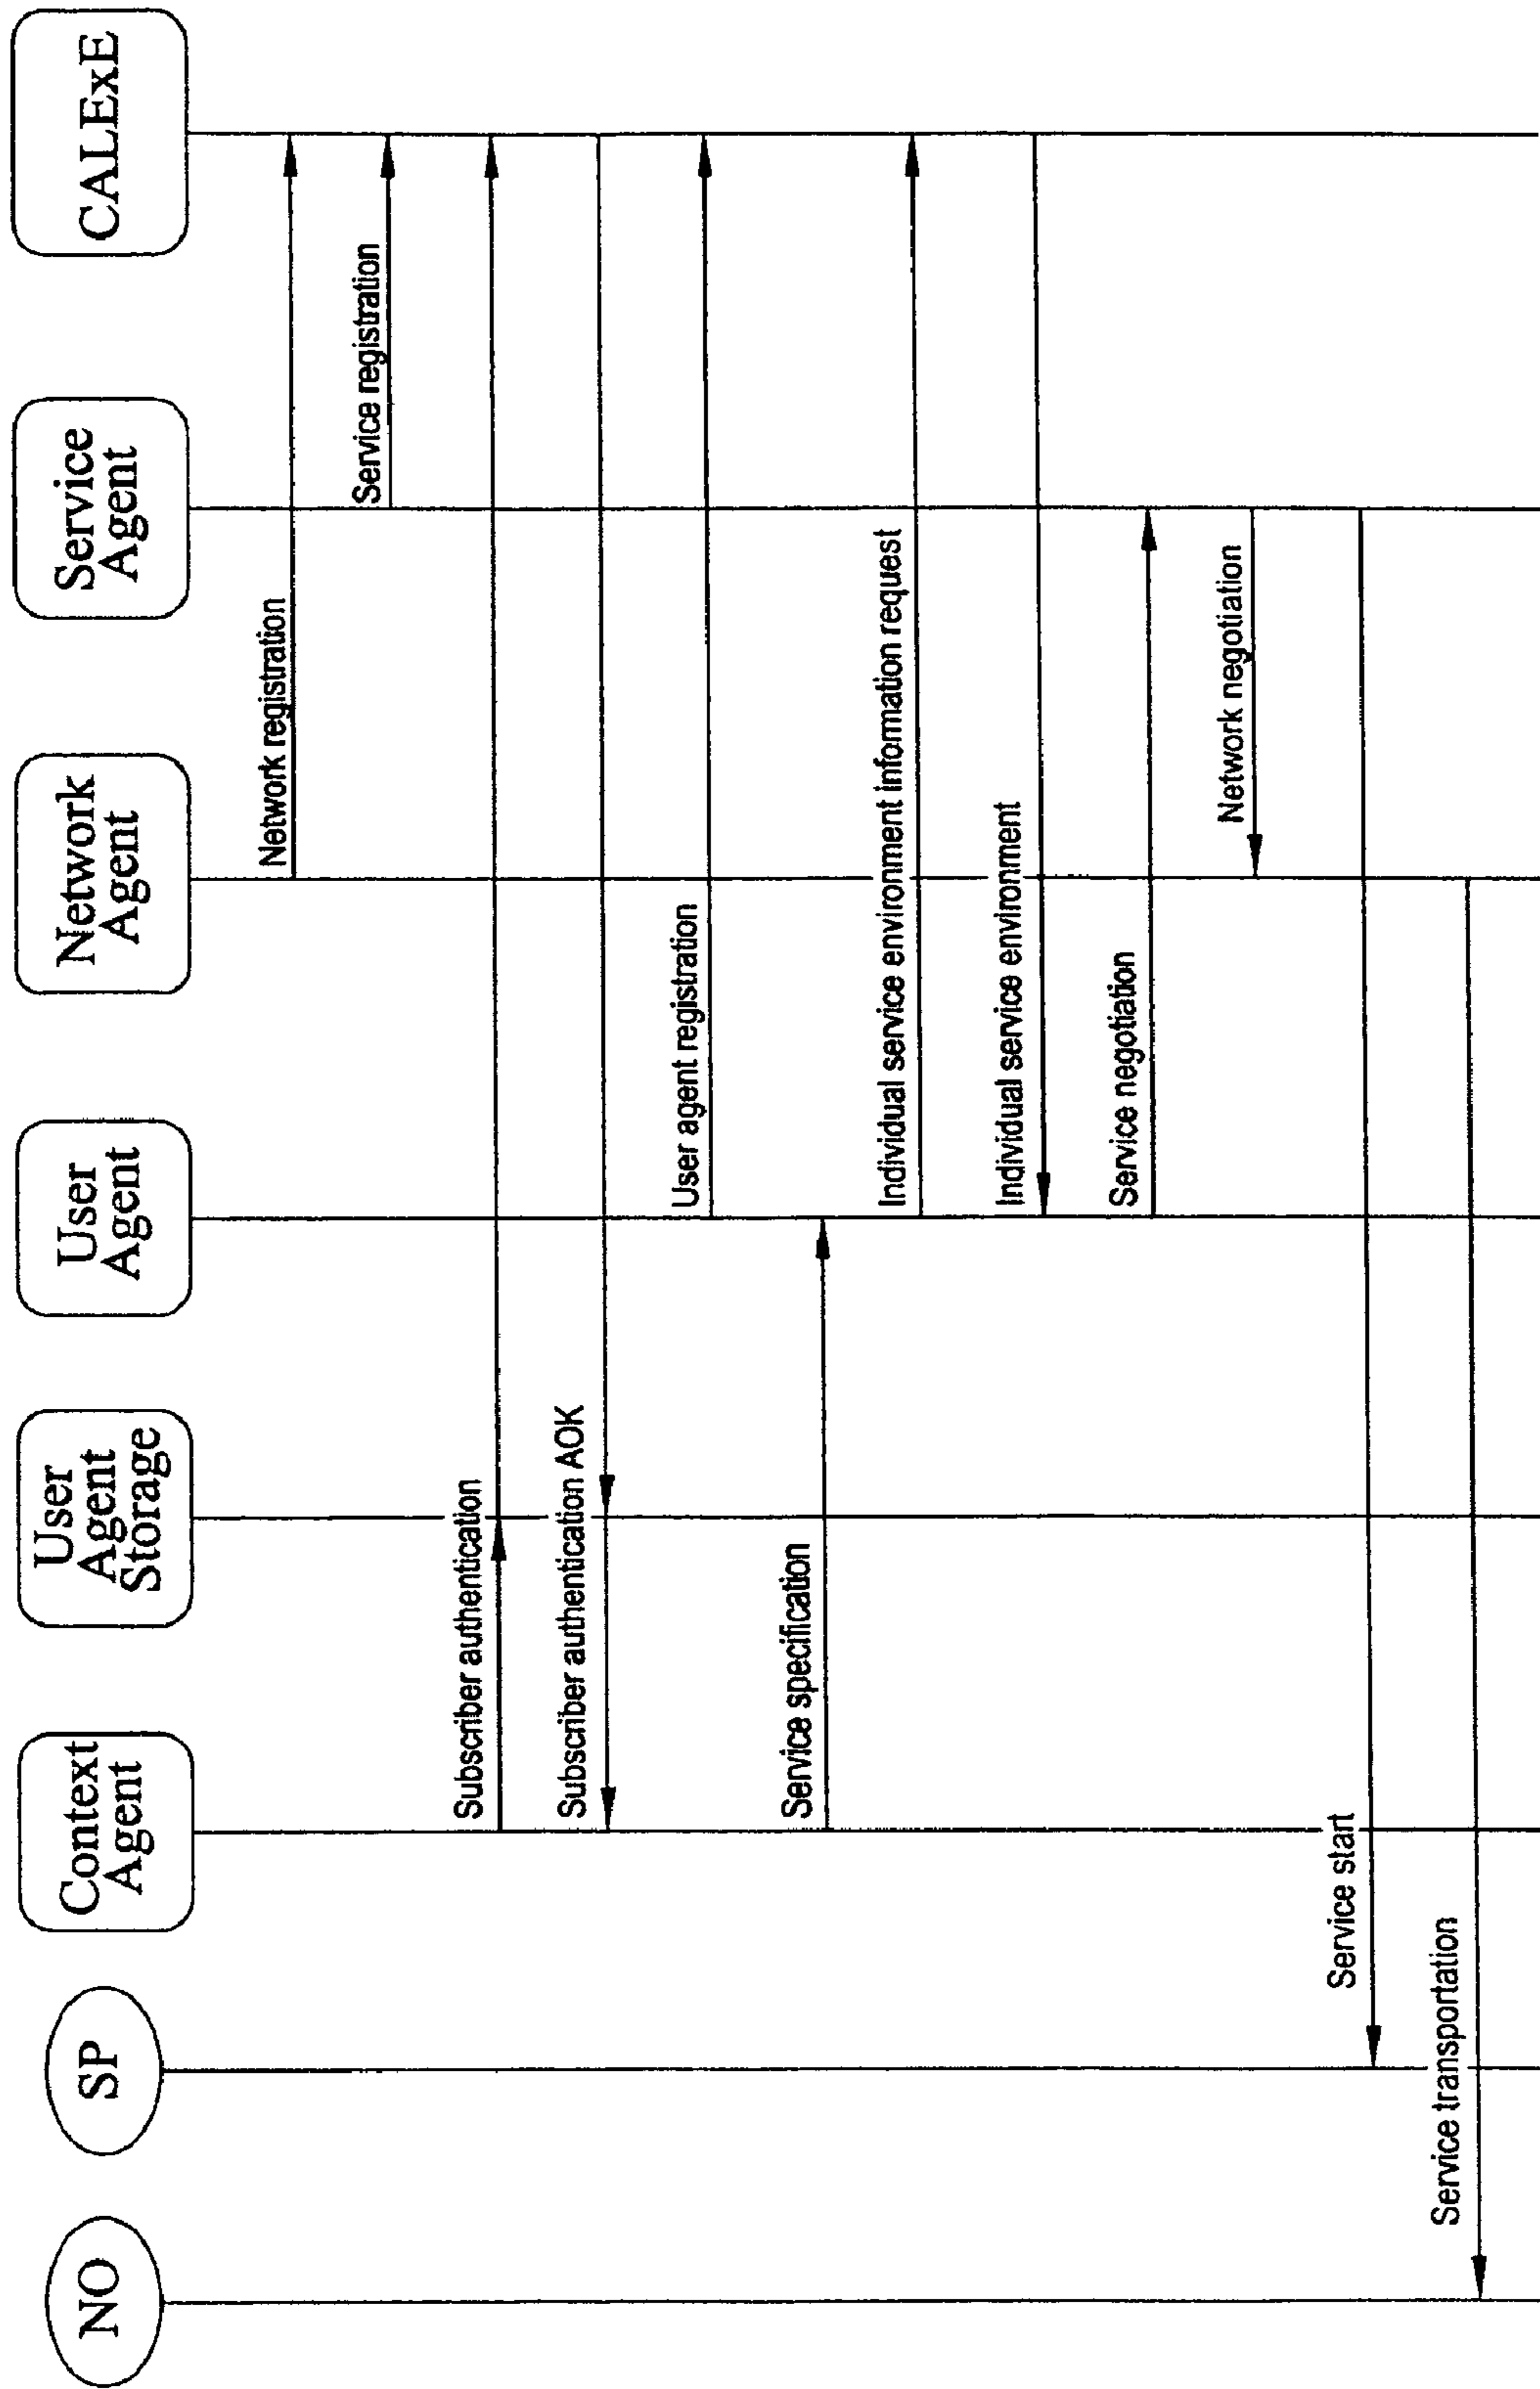 NO
SP
Context
Agent
User
Agent
Storage
User
Agent
Network
Agent
Service
Agent
CALExE
Network registration
Service registration
Subscriber authentication
Subscriber authentication AOK
User agent registration
Service specification
Individual service environment information request
Individual service environment
Service negotiation
Network negotiation
Service start
Service transportation